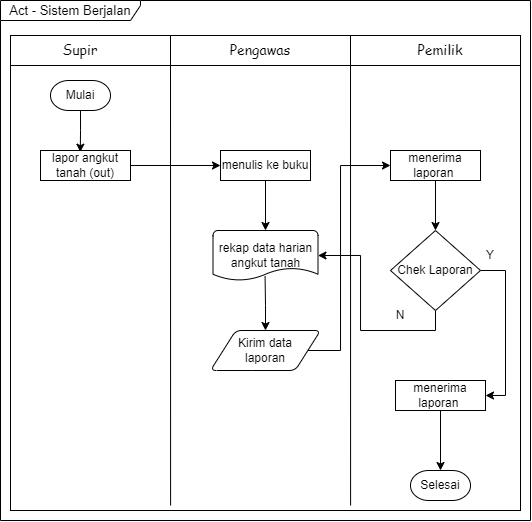 Act - Sistem Berjalan
Supir
Pengawas
Pemilik
Mulai
lapor angkut
tanah (out)
menulis ke buku
menerima
laporan
rekap data harian
angkut tanah
Chek Laporan
Y
N
Kirim data
laporan
menerima
laporan
Selesai